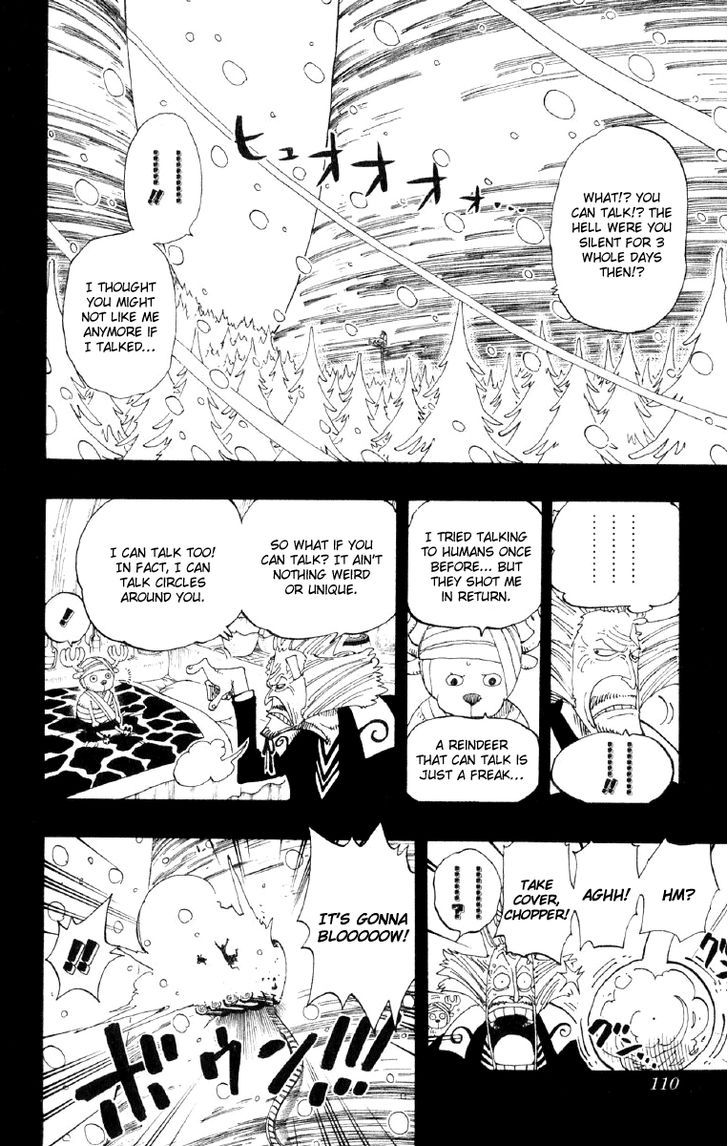 WHAT!? YOU
CAN TALK!? THE
HELL WERE YOU
SILENT FOR 3
WHOLE DAYS
THEN!?
ヒュオオオオ...
!!
I THOUGHT
YOU MIGHT
NOT LIKE ME
ANYMORE IF
I TALKED...
!!
I TRIED TALKING
TO HUMANS ONCE
BEFORE... BUT
THEY SHOT ME
IN RETURN.
A REINDEER
THAT CAN TALK IS
JUST A FREAK...
SO WHAT IF YOU
CAN TALK? IT AIN'T
NOTHING WEIRD
OR UNIQUE.
I CAN TALK TOO!
IN FACT, I CAN
TALK CIRCLES
AROUND YOU.
!
HM?
グググ
AGHH!
TAKE
COVER,
CHOPPER!
?
IT'S GONNA
BLOOOOOW!
!!
ボウン!!!
110